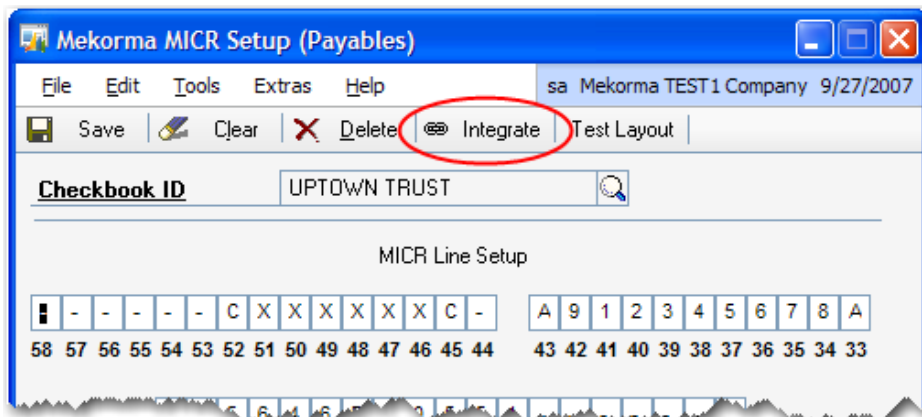 Mekorma MICR Setup (Payables)
File Edit Tools Extras Help sa Mekorma TEST1 Company 9/27/2007
Save Clear Delete Integrate Test Layout
Checkbook ID UPTOWN TRUST
MICR Line Setup
- - - - - C X X X X X X C - A 9 1 2 3 4 5 6 7 8 A
58 57 56 55 54 53 52 51 50 49 48 47 46 45 44 43 42 41 40 39 38 37 36 35 34 33